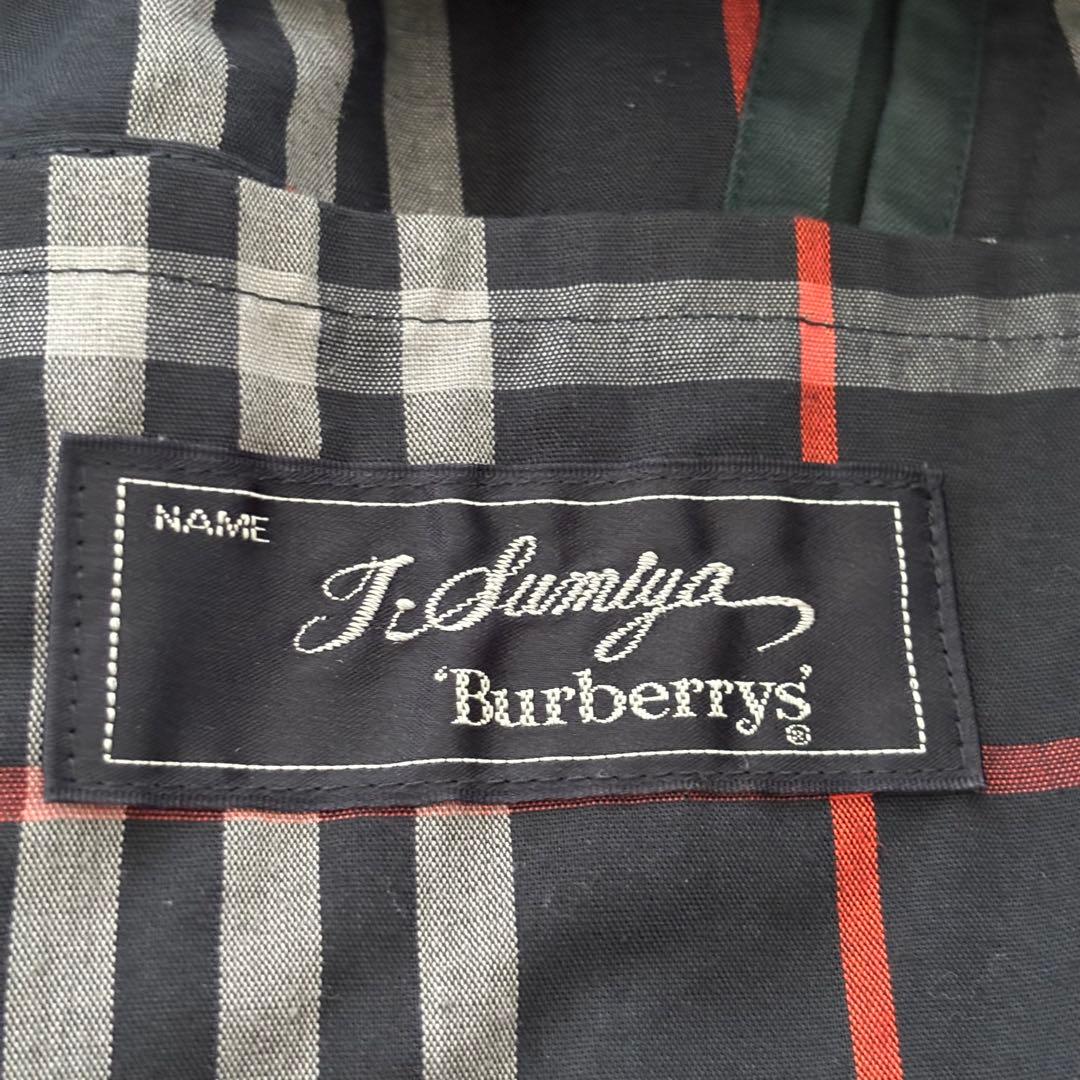 NAME
J. Sumiya
'Burberrys'
®